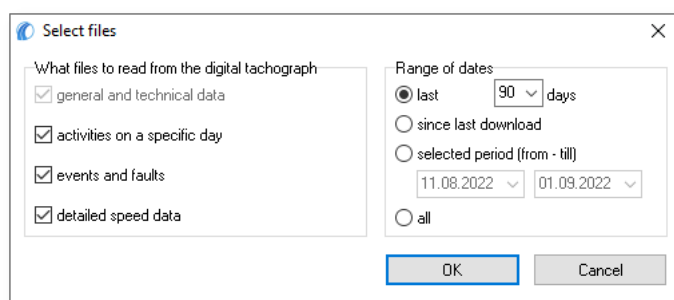 Select files
What files to read from the digital tachograph
general and technical data
activities on a specific day
events and faults
detailed speed data
Range of dates
last 90 days
since last download
selected period (from - till)
11.08.2022 01.09.2022
all
OK Cancel